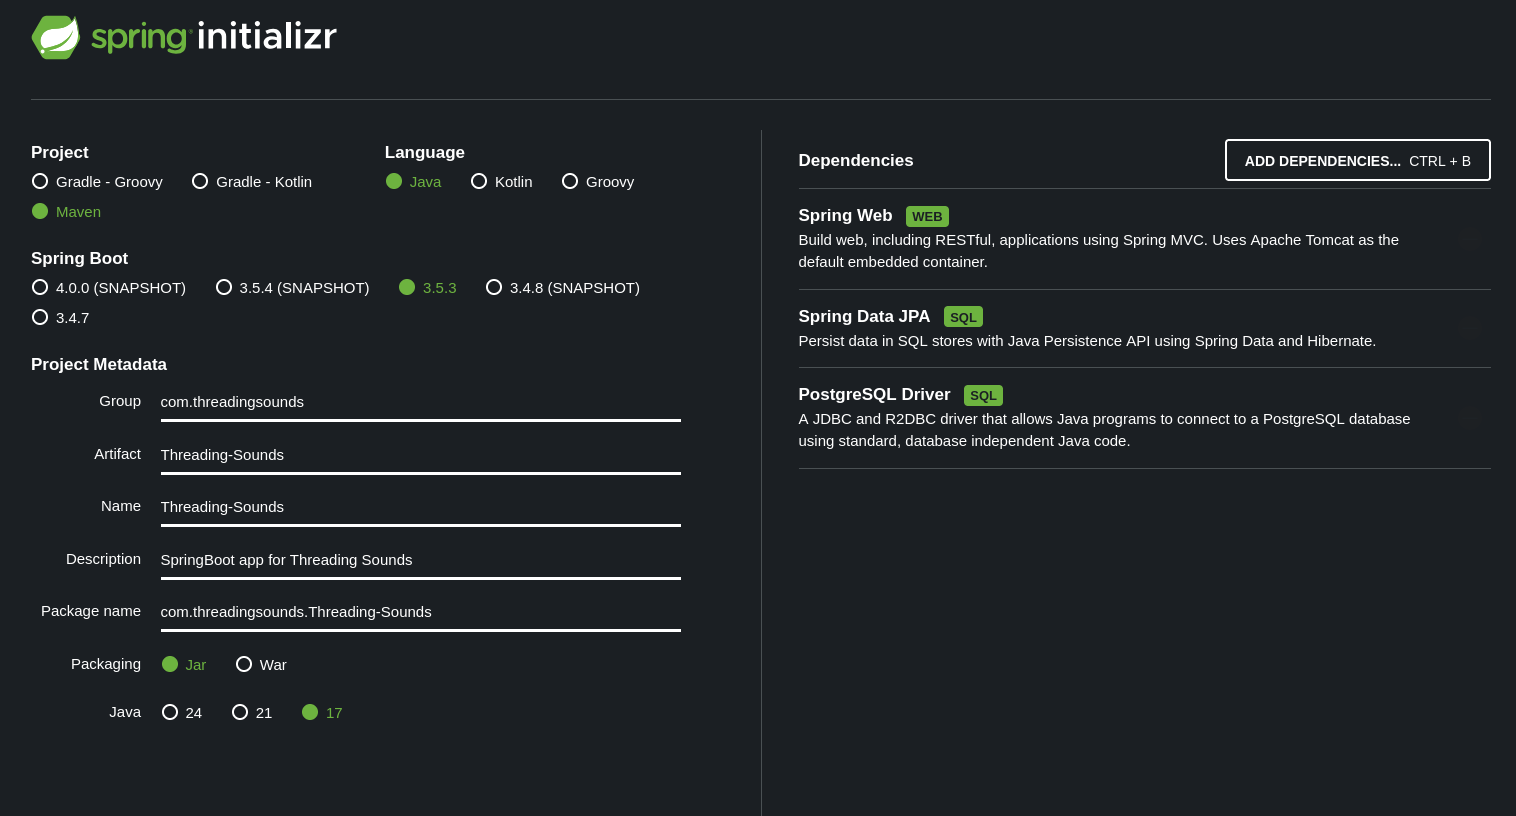 spring initializr
Project
Gradle - Groovy
Gradle - Kotlin
Maven
Language
Java
Kotlin
Groovy
Spring Boot
4.0.0 (SNAPSHOT)
3.5.4 (SNAPSHOT)
3.5.3
3.4.8 (SNAPSHOT)
3.4.7
Project Metadata
Group com.threadingsounds
Artifact Threading-Sounds
Name Threading-Sounds
Description SpringBoot app for Threading Sounds
Package name com.threadingsounds.Threading-Sounds
Packaging Jar War
Java 24 21 17
Dependencies
ADD DEPENDENCIES... CTRL + B
Spring Web WEB
Build web, including RESTful, applications using Spring MVC. Uses Apache Tomcat as the
default embedded container.
Spring Data JPA SQL
Persist data in SQL stores with Java Persistence API using Spring Data and Hibernate.
PostgreSQL Driver SQL
A JDBC and R2DBC driver that allows Java programs to connect to a PostgreSQL database
using standard, database independent Java code.